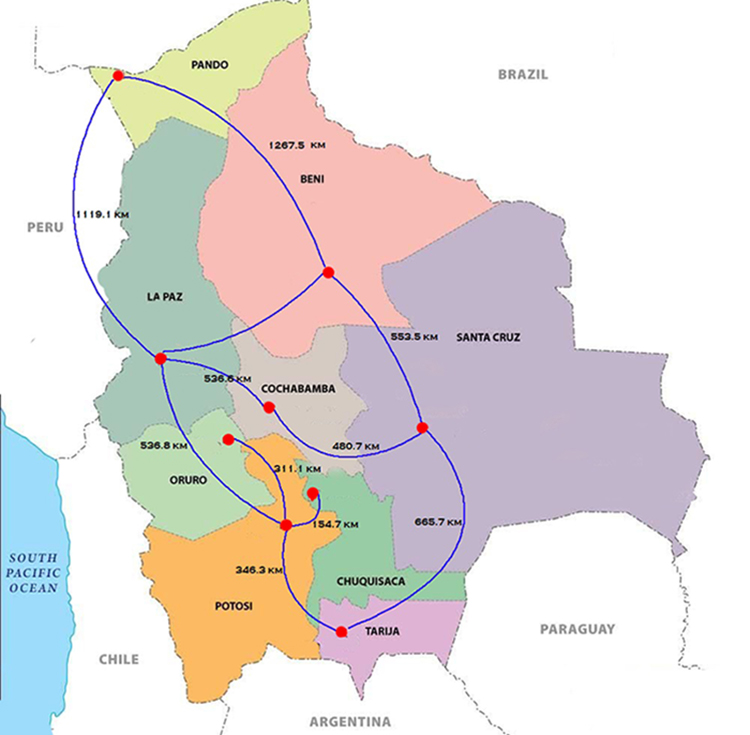 PANDO
BRAZIL
1267.5 KM
BENI
1119.1 KM
PERU
LA PAZ
553.5 KM
SANTA CRUZ
536.6 KM
COCHABAMBA
536.8 KM
480.7 KM
311.1 KM
ORURO
154.7 KM
665.7 KM
SOUTH
PACIFIC
OCEAN
346.3 KM
CHUQUISACA
POTOSI
TARIJA
PARAGUAY
CHILE
ARGENTINA